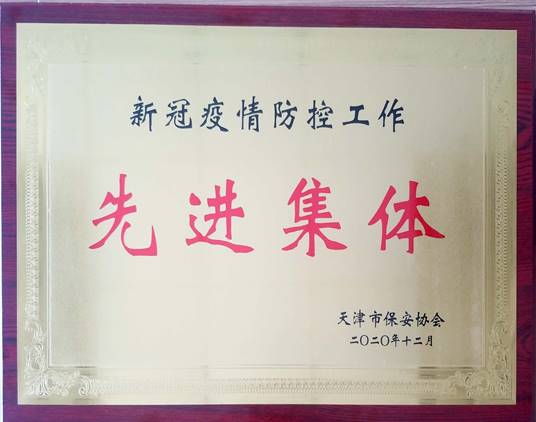 新冠疫情防控工作
先进集体
天津市保安协会
二〇二〇年十二月